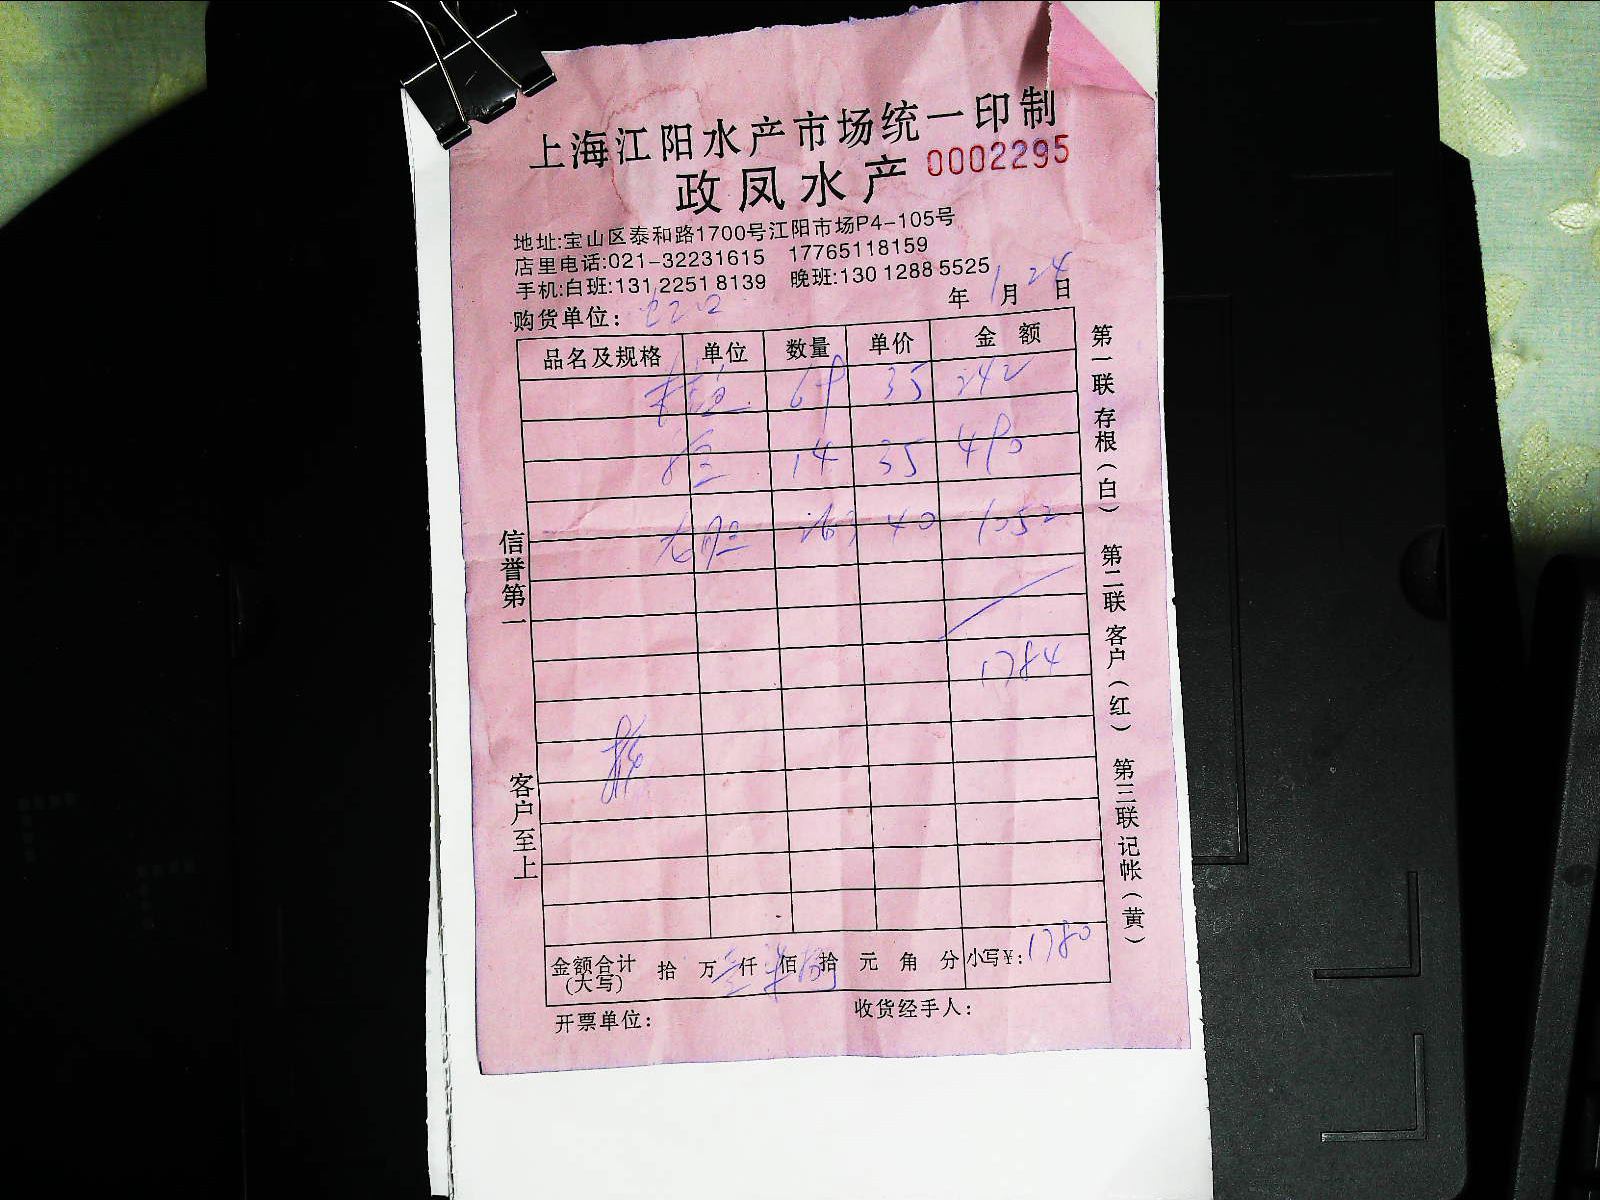 上海江阳水产市场统一印制
政凤水产 0002295
地址:宝山区泰和路1700号江阳市场P4-105号
店里电话:021-32231615 17765118159
手机:白班:131 2251 8139 晚班:130 1288 5525
年 1 月 24 日
购货单位:
品名及规格 单位 数量 单价 金 额
35 242
14 35 490
40 1052
1784
金额合计(大写) 拾 万 仟 佰 拾 元 角 分 小写¥: 1780
开票单位: 收货经手人:
信誉第一
客户至上
第一联存根(白) 第二联客户(红) 第三联记帐(黄)